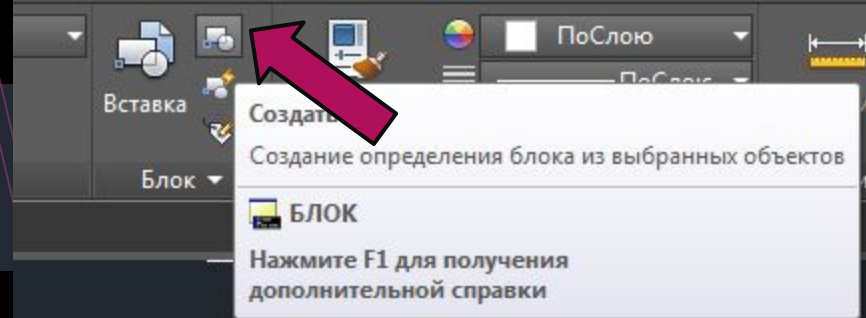 ПоСлою
ПоСлою
Вставка
Создать
Создание определения блока из выбранных объектов
Блок
БЛОК
Нажмите F1 для получения
дополнительной справки